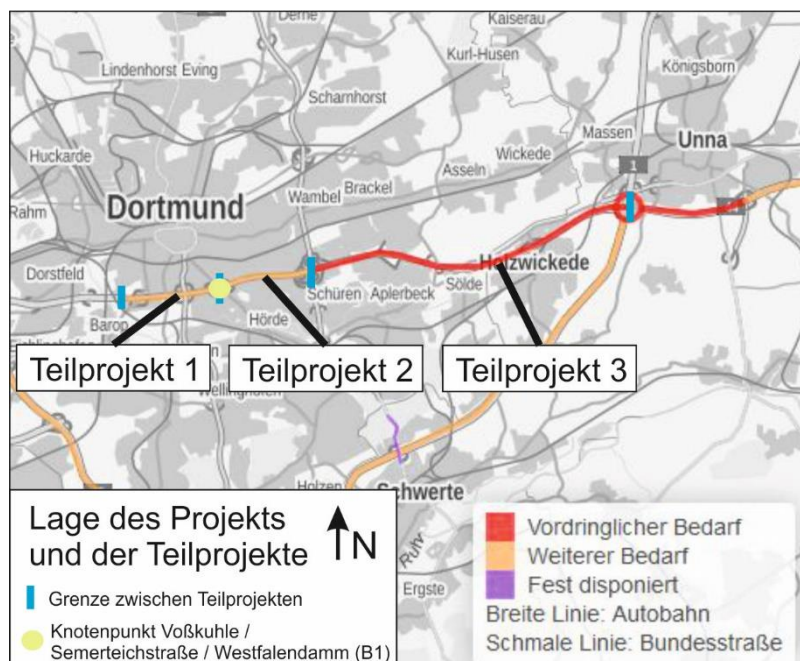 Kaiserau
Derne
Lindenhorst Eving
Kurl-Husen
Königsborn
Scharnhorst
Massen
Huckarde
Unna
Wickede
1
Asseln
Wambel
Brackel
Rahm
Dortmund
Dorstfeld
Holzwickede
Schüren
Aplerbeck
Sölde
Barop
Hörde
Teilprojekt 1
Teilprojekt 2
Teilprojekt 3
Holzen
Schwerte
Ruhr
Ergste
Lage des Projekts
und der Teilprojekte
N
Grenze zwischen Teilprojekten
Knotenpunkt Voßkuhle /
Semerteichstraße / Westfalendamm (B1)
Vordringlicher Bedarf
Weiterer Bedarf
Fest disponiert
Breite Linie: Autobahn
Schmale Linie: Bundesstraße